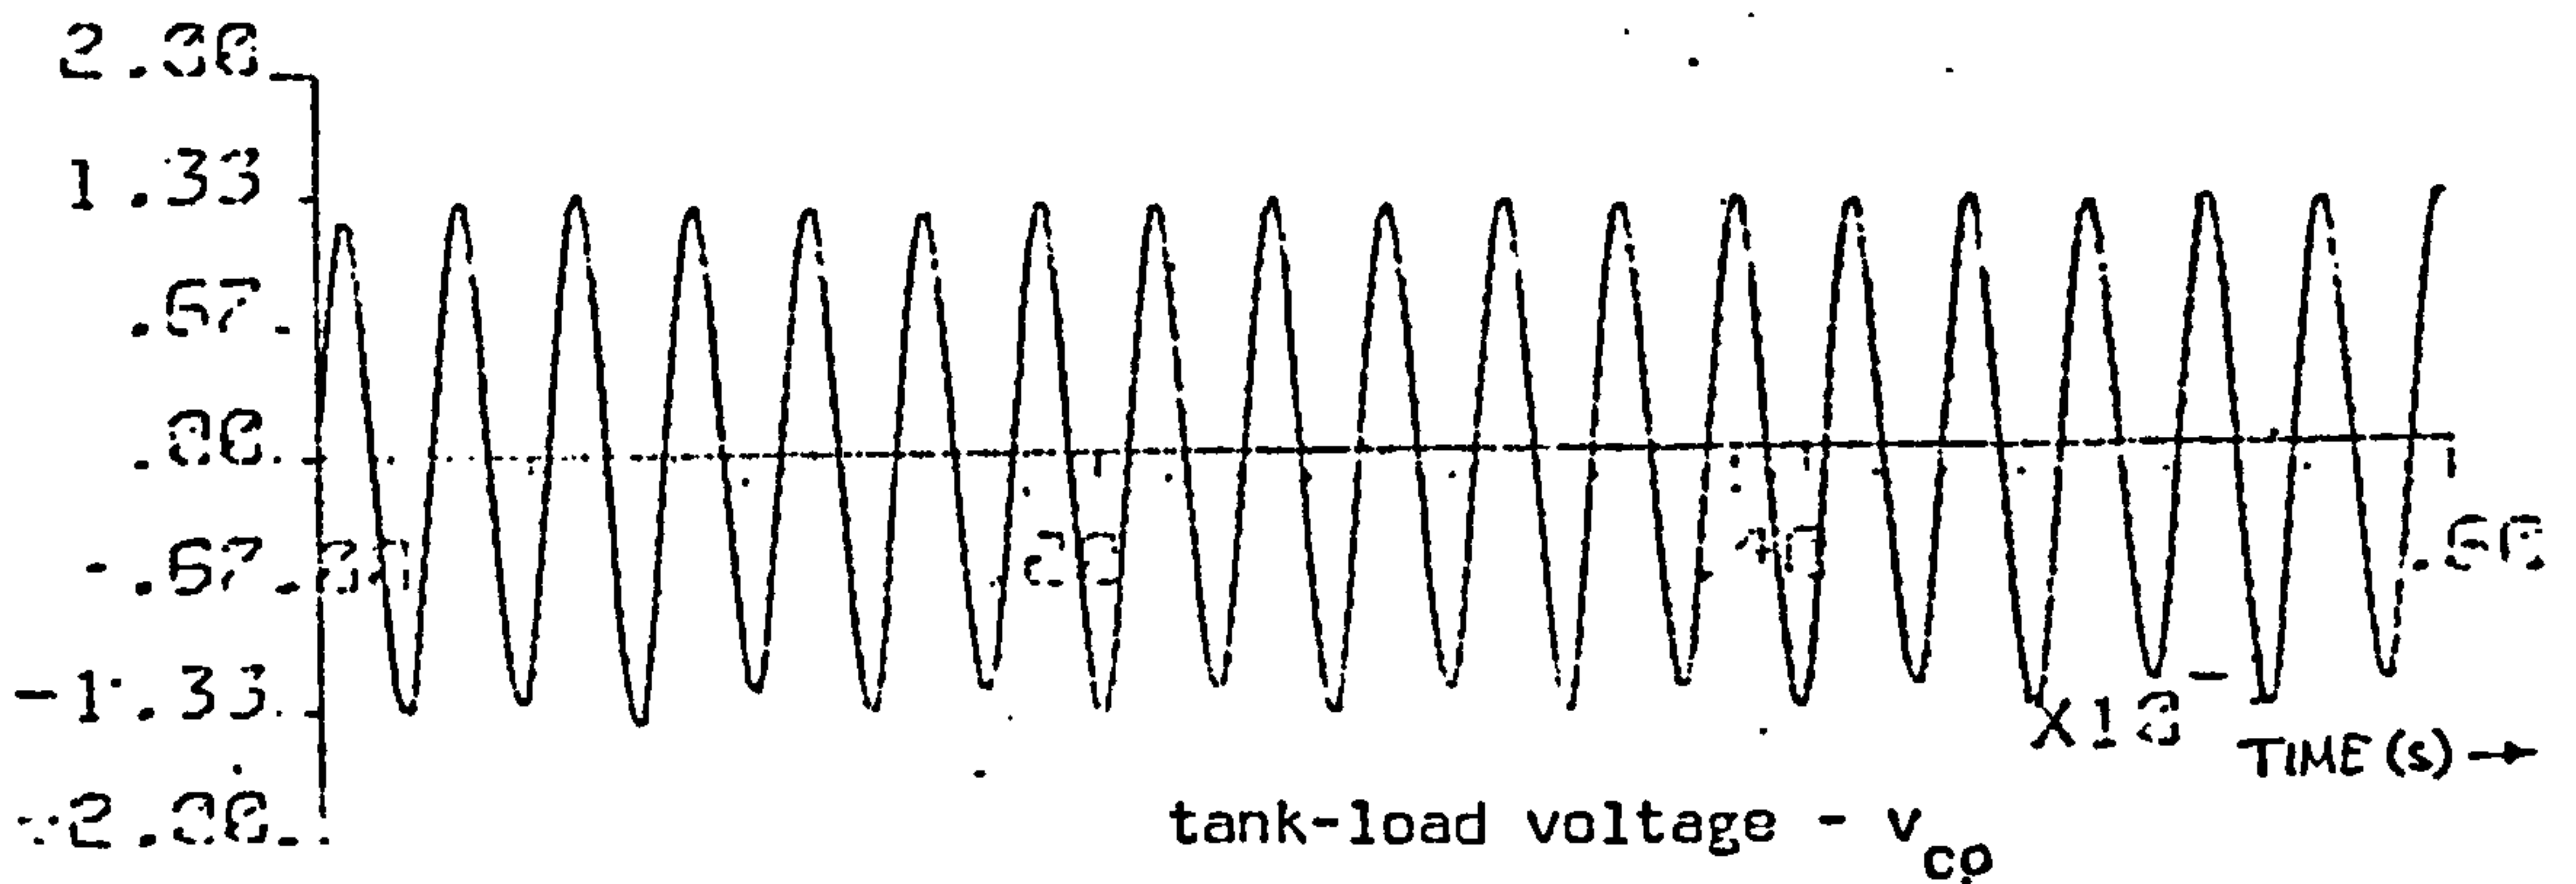 2.00
1.33
.67
.00
-.67 .00 .20 .40 .60
-1.33
X10-
TIME (s) →
-2.00
tank-load voltage - vco